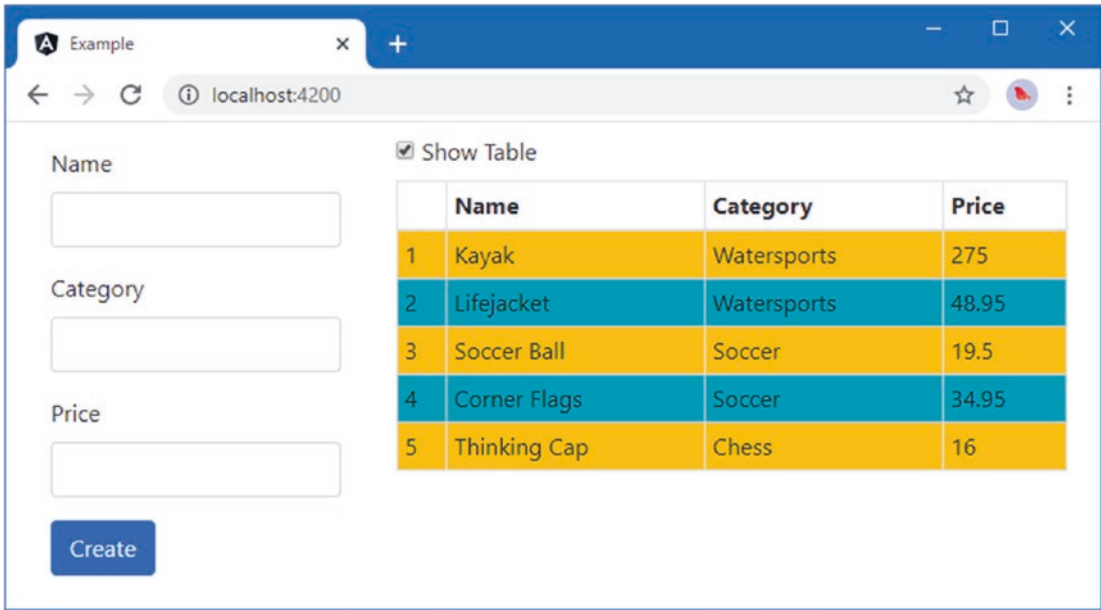 Example
localhost:4200
Name
Category
Price
Create
Show Table
Name Category Price
1 Kayak Watersports 275
2 Lifejacket Watersports 48.95
3 Soccer Ball Soccer 19.5
4 Corner Flags Soccer 34.95
5 Thinking Cap Chess 16